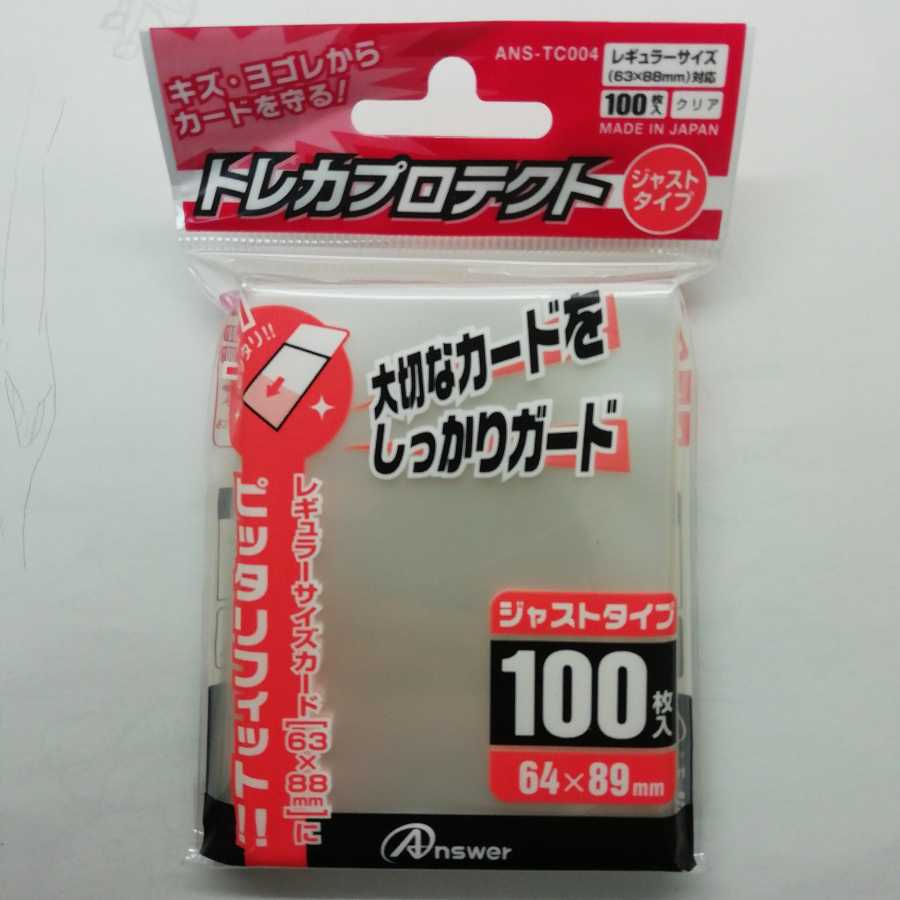 キズ・ヨゴレから
カードを守る!
ANS-TC004
レギュラーサイズ
(63×88mm)対応
100枚入
クリア
MADE IN JAPAN
トレカプロテクト
ジャスト
タイプ
タリ!!
大切なカードを
しっかりガード
レギュラーサイズカード[63×88mm]に
ピッタリフィット!!
ジャストタイプ
100枚入
64×89mm
Answer